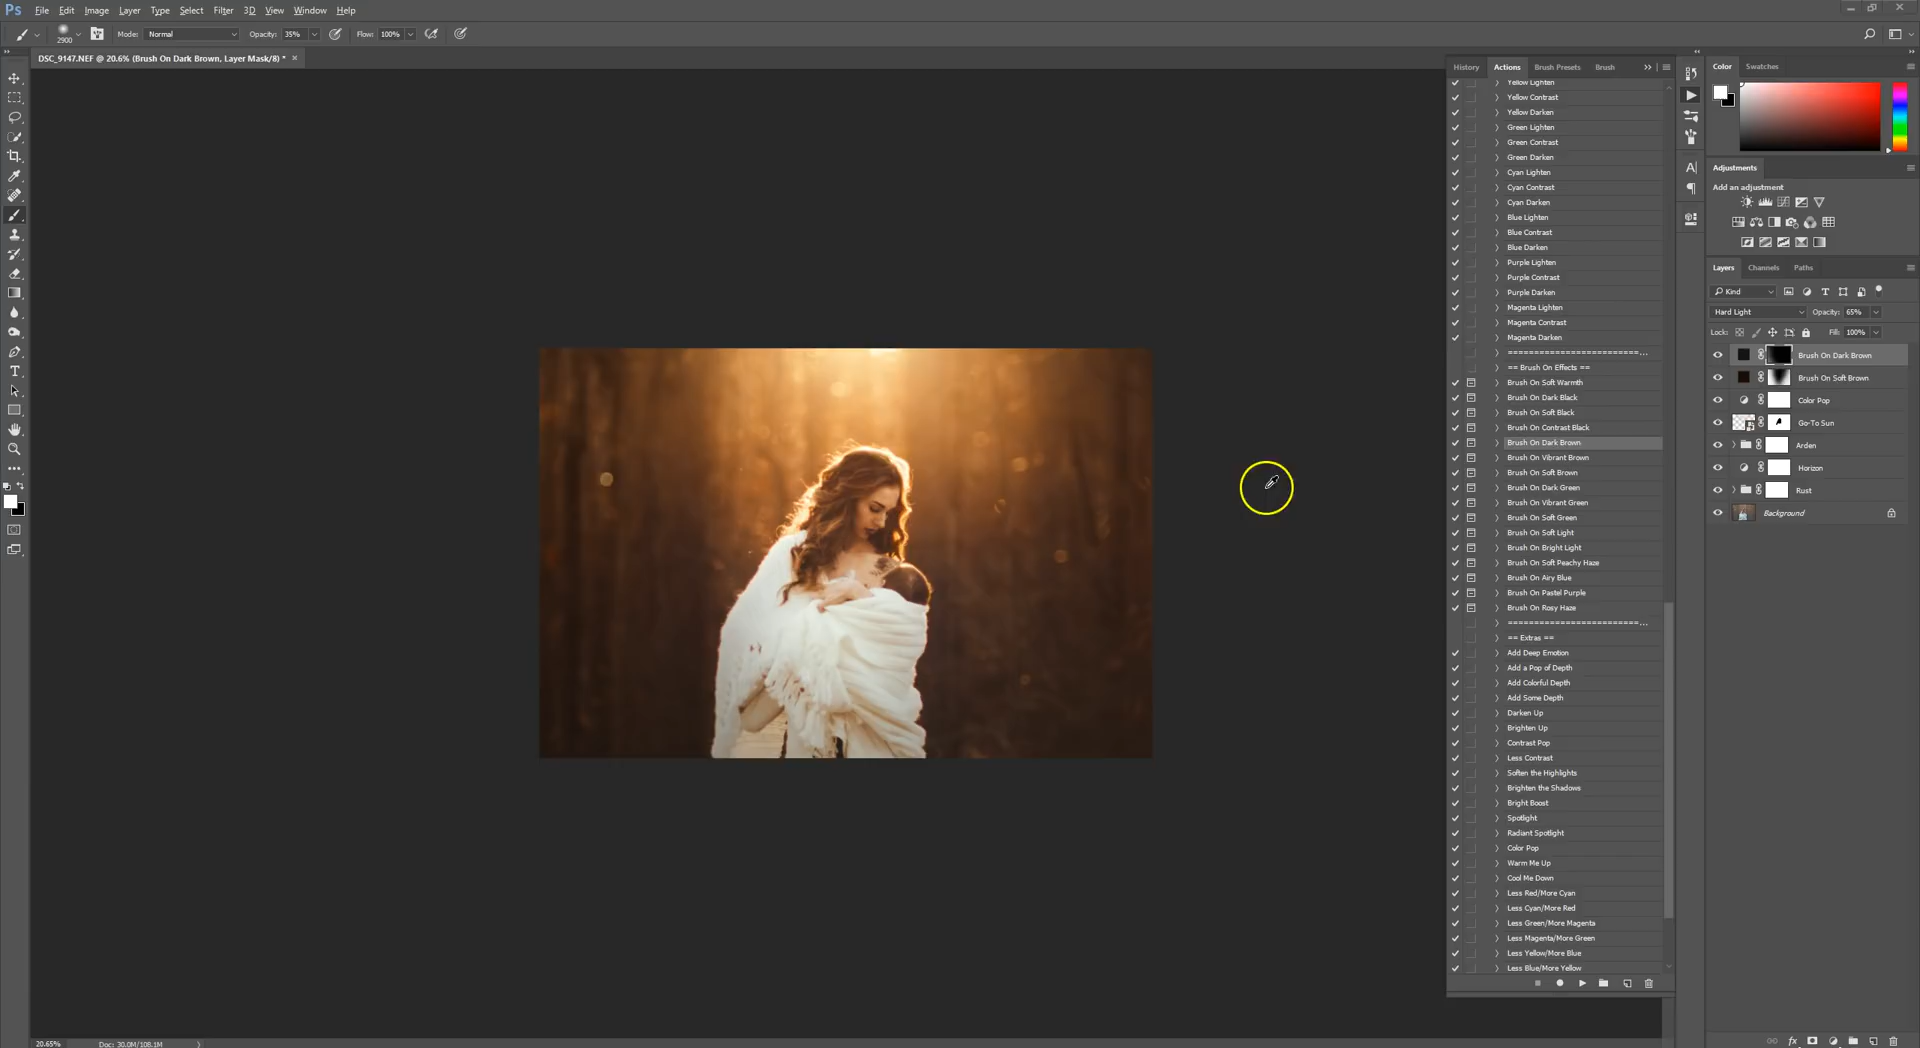 Ps File Edit Image Layer Type Select Filter 3D View Window Help
2900 Mode: Normal Opacity: 35% Flow: 100%
DSC_9147.NEF @ 20.6% (Brush On Dark Brown, Layer Mask/8) *
History Actions Brush Presets Brush
Yellow Lighten
Yellow Contrast
Yellow Darken
Green Lighten
Green Contrast
Green Darken
Cyan Lighten
Cyan Contrast
Cyan Darken
Blue Lighten
Blue Contrast
Blue Darken
Purple Lighten
Purple Contrast
Purple Darken
Magenta Lighten
Magenta Contrast
Magenta Darken
=========================...
== Brush On Effects ==
Brush On Soft Warmth
Brush On Dark Black
Brush On Soft Black
Brush On Contrast Black
Brush On Dark Brown
Brush On Vibrant Brown
Brush On Soft Brown
Brush On Dark Green
Brush On Vibrant Green
Brush On Soft Green
Brush On Soft Light
Brush On Bright Light
Brush On Soft Peachy Haze
Brush On Airy Blue
Brush On Pastel Purple
Brush On Rosy Haze
=========================...
== Extras ==
Add Deep Emotion
Add a Pop of Depth
Add Colorful Depth
Add Some Depth
Darken Up
Brighten Up
Contrast Pop
Less Contrast
Soften the Highlights
Brighten the Shadows
Bright Boost
Spotlight
Radiant Spotlight
Color Pop
Warm Me Up
Cool Me Down
Less Red/More Cyan
Less Cyan/More Red
Less Green/More Magenta
Less Magenta/More Green
Less Yellow/More Blue
Less Blue/More Yellow
Color Swatches
Adjustments
Add an adjustment
Layers Channels Paths
Kind
Hard Light Opacity: 65%
Lock: Fill: 100%
Brush On Dark Brown
Brush On Soft Brown
Color Pop
Go-To Sun
Arden
Horizon
Rust
Background
fx
20.65% Doc: 30.0M/108.1M